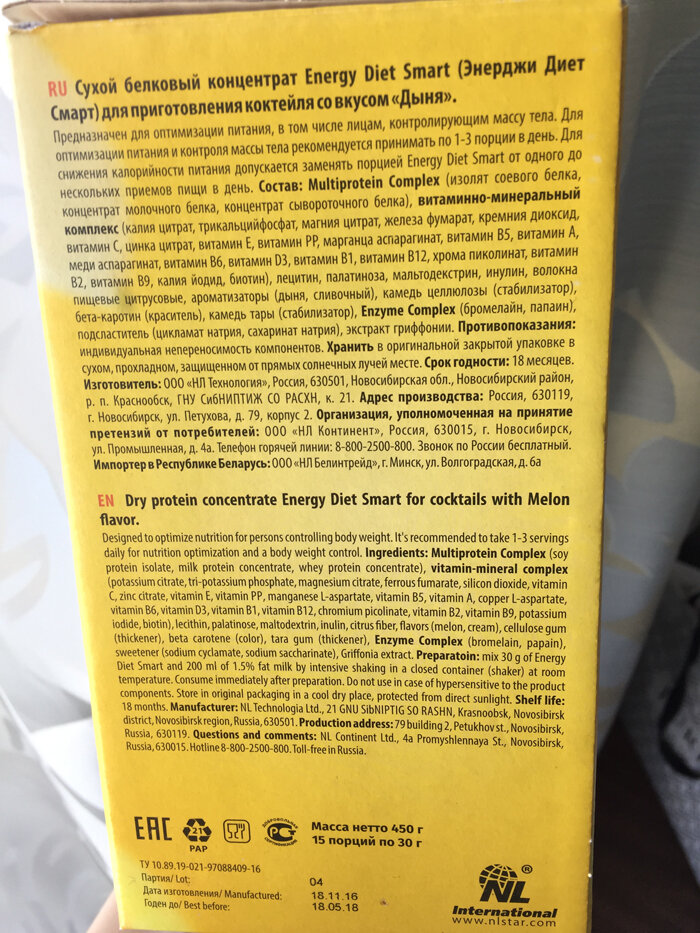 RU Сухой белковый концентрат Energy Diet Smart (Энерджи Диет
Смарт) для приготовления коктейля со вкусом «Дыня».
Предназначен для оптимизации питания, в том числе лицам, контролирующим массу тела. Для
оптимизации питания и контроля массы тела рекомендуется принимать по 1-3 порции в день. Для
снижения калорийности питания допускается заменять порцией Energy Diet Smart от одного до
нескольких приемов пищи в день. Состав: Multiprotein Complex (изолят соевого белка,
концентрат молочного белка, концентрат сывороточного белка), витаминно-минеральный
комплекс (калия цитрат, трикальцийфосфат, магния цитрат, железа фумарат, кремния диоксид,
витамин С, цинка цитрат, витамин Е, витамин РР, марганца аспарагинат, витамин В5, витамин А,
меди аспарагинат, витамин В6, витамин D3, витамин В1, витамин В12, хрома пиколинат, витамин
В2, витамин В9, калия йодид, биотин), лецитин, палатиноза, мальтодекстрин, инулин, волокна
пищевые цитрусовые, ароматизаторы (дыня, сливочный), камедь целлюлозы (стабилизатор),
бета-каротин (краситель), камедь тары (стабилизатор), Enzyme Complex (бромелайн, папаин),
подсластитель (цикламат натрия, сахаринат натрия), экстракт гриффонии. Противопоказания:
индивидуальная непереносимость компонентов. Хранить в оригинальной закрытой упаковке в
сухом, прохладном, защищенном от прямых солнечных лучей месте. Срок годности: 18 месяцев.
Изготовитель: ООО «НЛ Технология», Россия, 630501, Новосибирская обл., Новосибирский район,
р. п. Краснообск, ГНУ СибНИПТИЖ СО РАСХН, к. 21. Адрес производства: Россия, 630119,
г. Новосибирск, ул. Петухова, д. 79, корпус 2. Организация, уполномоченная на принятие
претензий от потребителей: ООО «НЛ Континент», Россия, 630015, г. Новосибирск,
ул. Промышленная, д. 4а. Телефон горячей линии: 8-800-2500-800. Звонок по России бесплатный.
Импортер в Республике Беларусь: ООО «НЛ Белинтрейд», г. Минск, ул. Волгоградская, д. 6а
EN Dry protein concentrate Energy Diet Smart for cocktails with Melon
flavor.
Designed to optimize nutrition for persons controlling body weight. It's recommended to take 1-3 servings
daily for nutrition optimization and a body weight control. Ingredients: Multiprotein Complex (soy
protein isolate, milk protein concentrate, whey protein concentrate), vitamin-mineral complex
(potassium citrate, tri-potassium phosphate, magnesium citrate, ferrous fumarate, silicon dioxide, vitamin
C, zinc citrate, vitamin E, vitamin PP, manganese L-aspartate, vitamin B5, vitamin A, copper L-aspartate,
vitamin B6, vitamin D3, vitamin B1, vitamin B12, chromium picolinate, vitamin B2, vitamin B9, potassium
iodide, biotin), lecithin, palatinose, maltodextrin, inulin, citrus fiber, flavors (melon, cream), cellulose gum
(thickener), beta carotene (color), tara gum (thickener), Enzyme Complex (bromelain, papain),
sweetener (sodium cyclamate, sodium saccharinate), Griffonia extract. Preparatoin: mix 30 g of Energy
Diet Smart and 200 ml of 1.5% fat milk by intensive shaking in a closed container (shaker) at room
temperature. Consume immediately after preparation. Do not use in case of hypersensitive to the product
components. Store in original packaging in a cool dry place, protected from direct sunlight. Shelf life:
18 months. Manufacturer: NL Technologia Ltd., 21 GNU SibNIPTIG SO RASHN, Krasnoobsk, Novosibirsk
district, Novosibirsk region, Russia, 630501. Production address: 79 building 2, Petukhov st., Novosibirsk,
Russia, 630119. Questions and comments: NL Continent Ltd., 4a Promyshlennaya St., Novosibirsk,
Russia, 630015. Hotline 8-800-2500-800. Toll-free in Russia.
EAC
21
PAP
ДОБРОВОЛЬНАЯ
СЕРТИФИКАЦИЯ
Масса нетто 450 г
15 порций по 30 г
ТУ 10.89.19-021-97088409-16
Партия/ Lot: 04
Дата изготовления/ Manufactured: 18.11.16
Годен до/ Best before: 18.05.18
NL®
International
www.nlstar.com